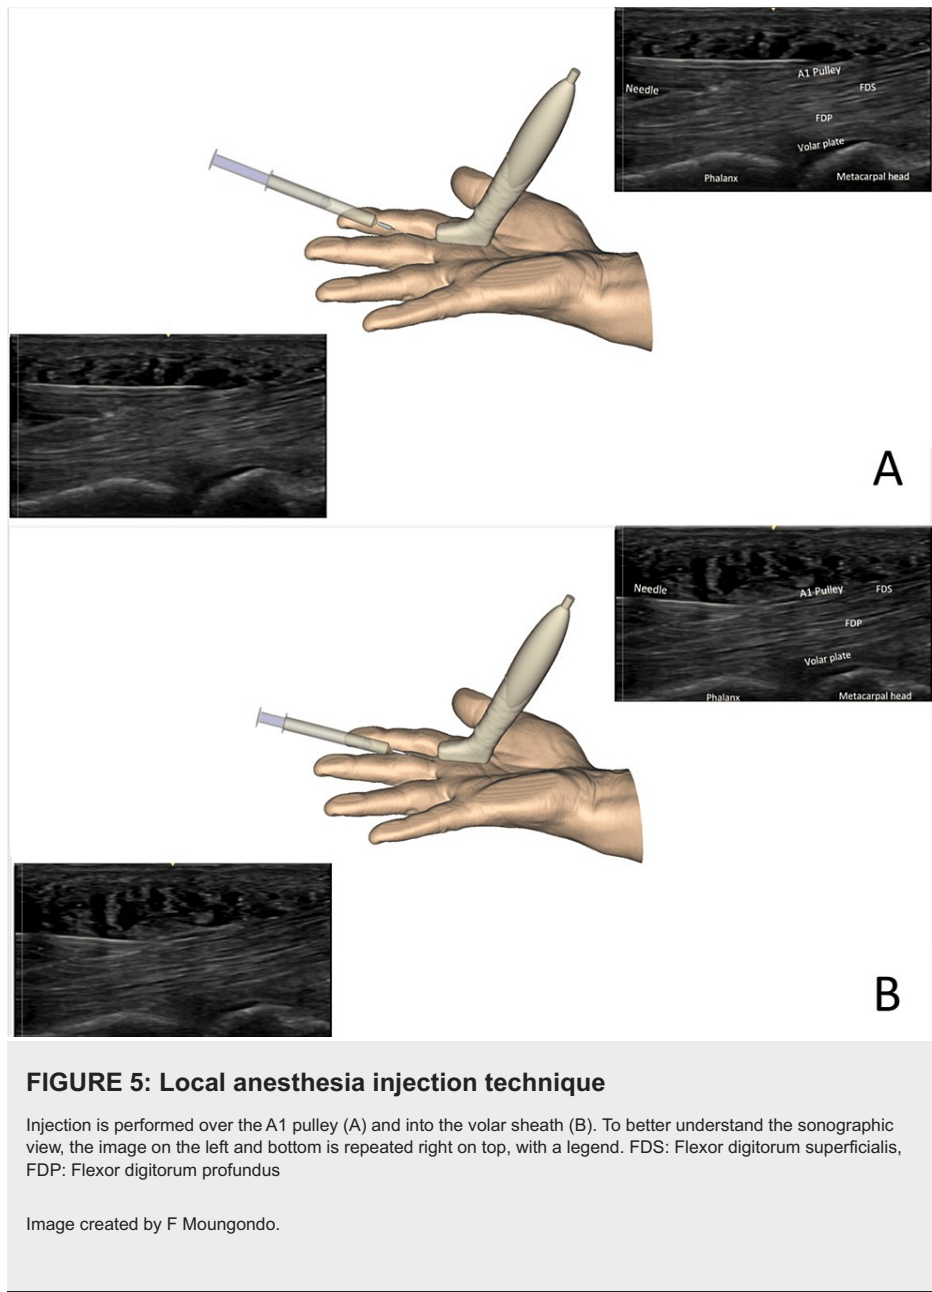 A1 Pulley
Needle
FDS
FDP
Volar plate
Phalanx
Metacarpal head
A
Needle
A1 Pulley
FDS
FDP
Volar plate
Phalanx
Metacarpal head
B
FIGURE 5: Local anesthesia injection technique
Injection is performed over the A1 pulley (A) and into the volar sheath (B). To better understand the sonographic
view, the image on the left and bottom is repeated right on top, with a legend. FDS: Flexor digitorum superficialis,
FDP: Flexor digitorum profundus
Image created by F Moungondo.